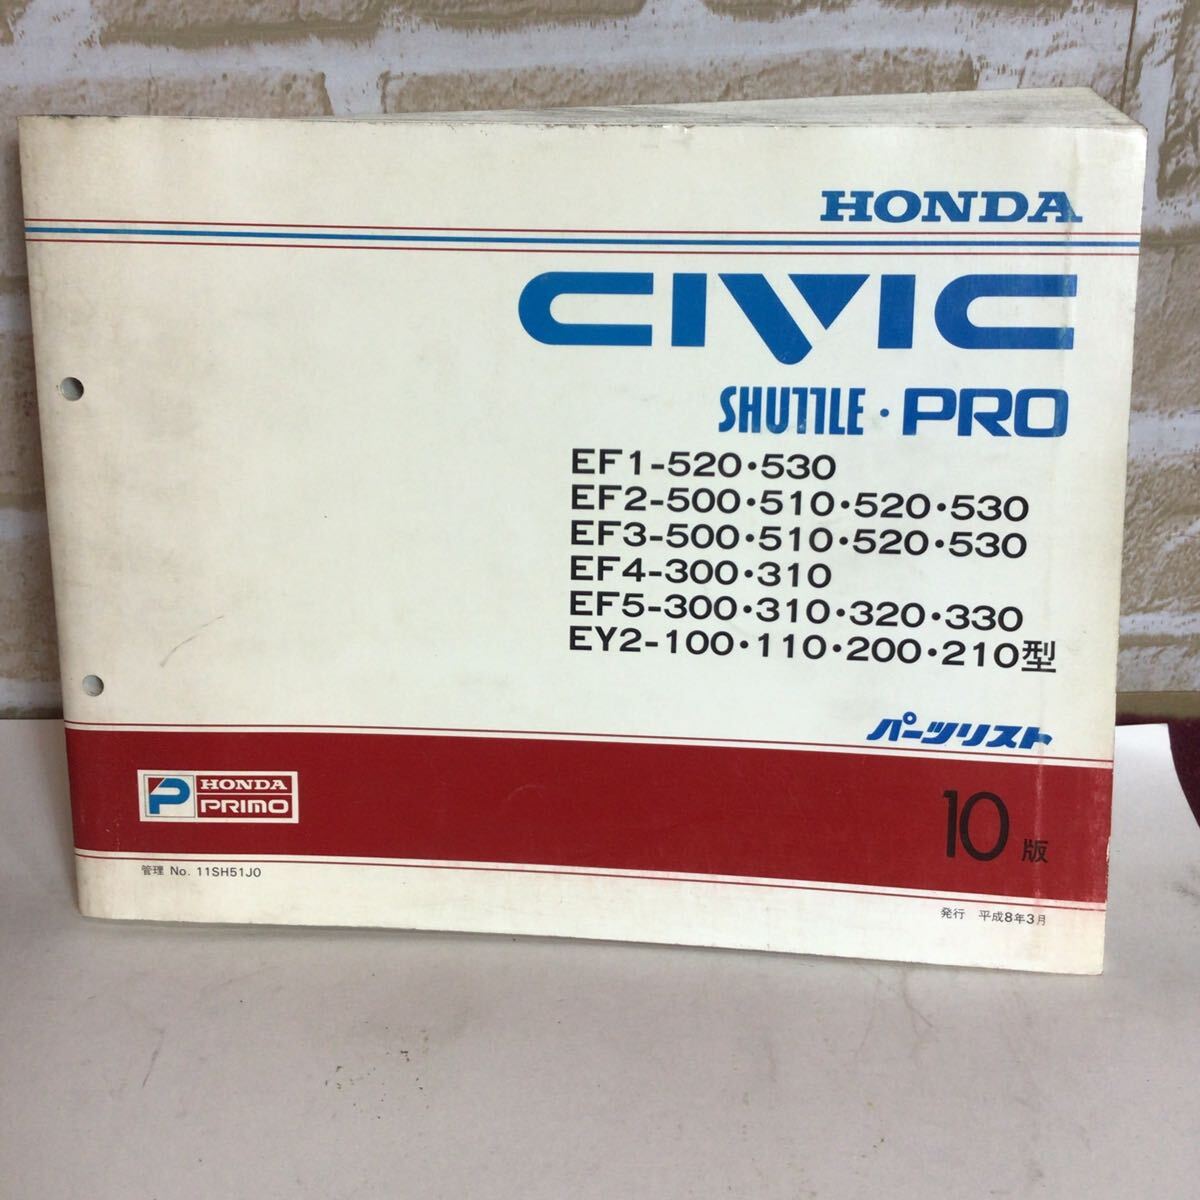 HONDA
CIVIC
SHUTTLE・PRO
EF1-520・530
EF2-500・510・520・530
EF3-500・510・520・530
EF4-300・310
EF5-300・310・320・330
EY2-100・110・200・210型
パーツリスト
P HONDA
PRIMO
10版
管理 No. 11SH51J0
発行 平成8年3月